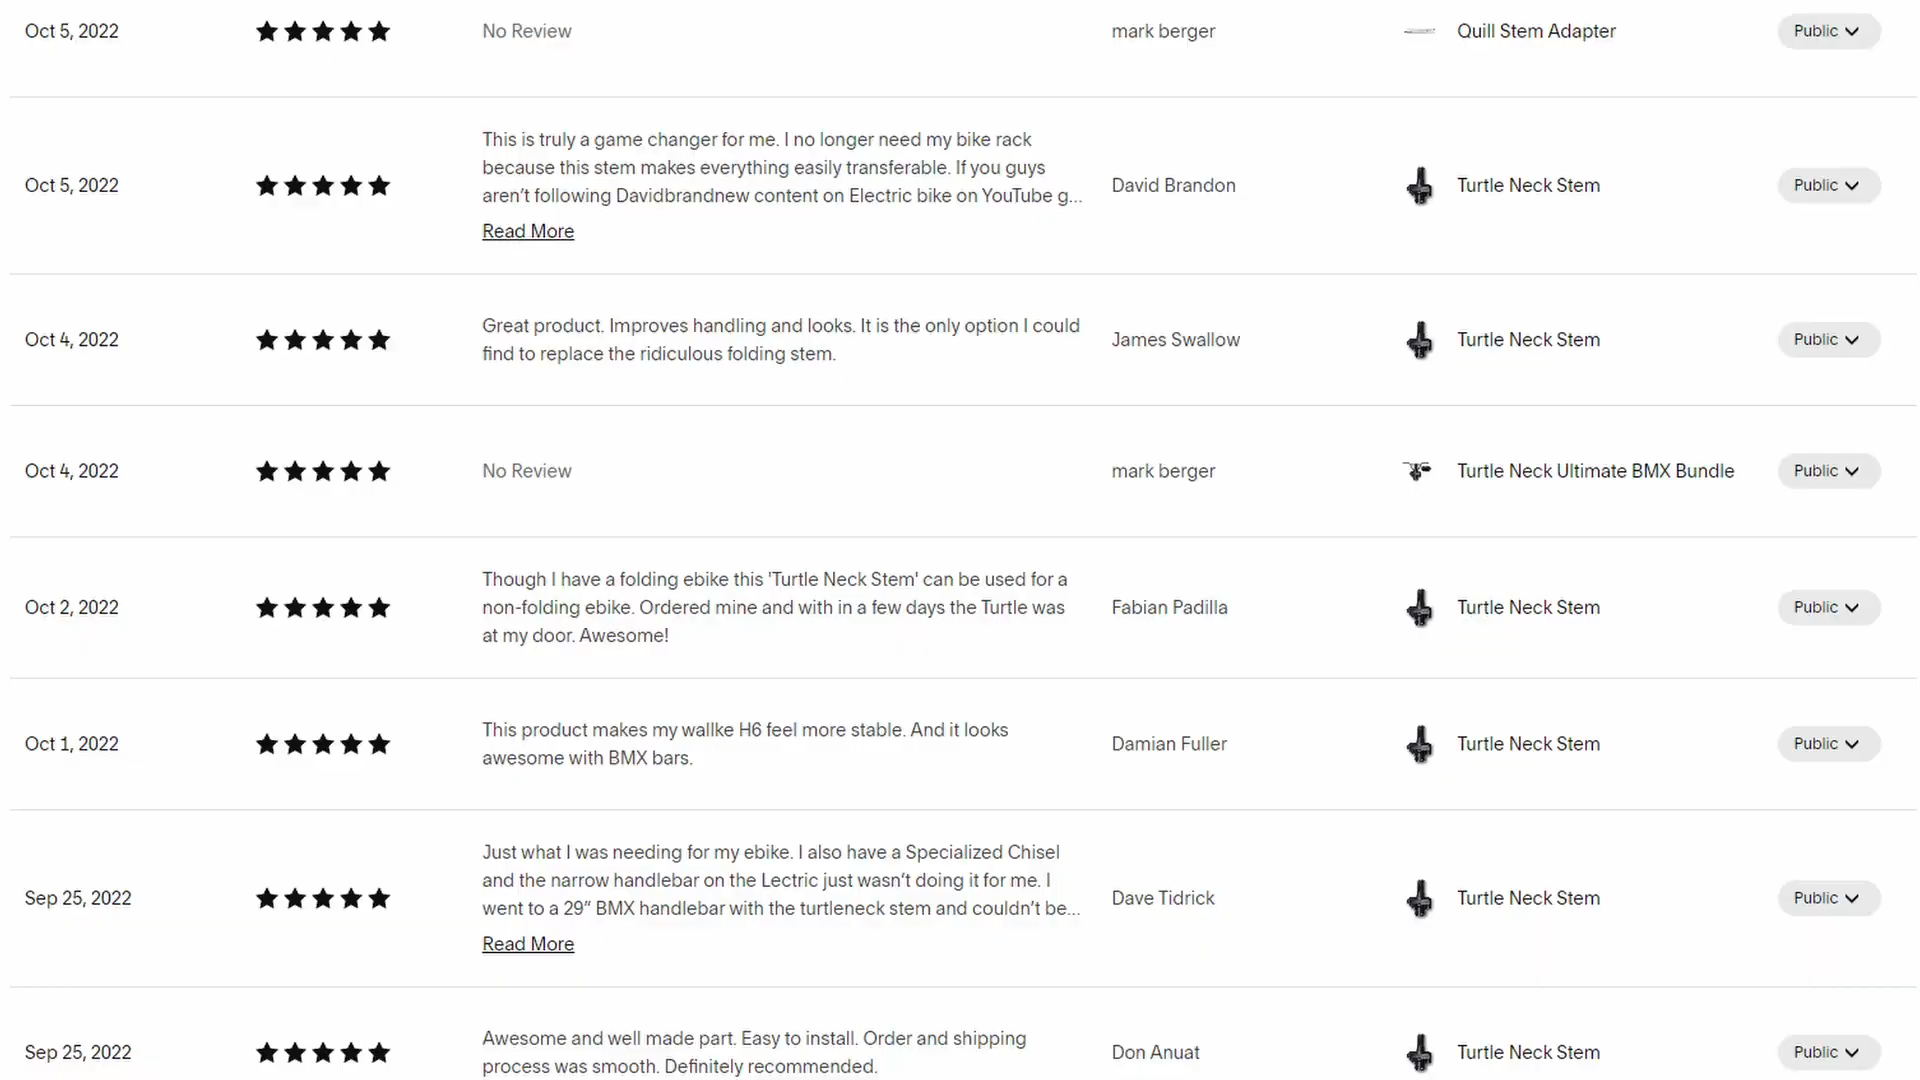 Oct 5, 2022 No Review mark berger Quill Stem Adapter Public
This is truly a game changer for me. I no longer need my bike rack
because this stem makes everything easily transferable. If you guys
Oct 5, 2022 David Brandon Turtle Neck Stem Public
aren’t following Davidbrandnew content on Electric bike on YouTube g...
Read More
Great product. Improves handling and looks. It is the only option I could
Oct 4, 2022 James Swallow Turtle Neck Stem Public
find to replace the ridiculous folding stem.
Oct 4, 2022 No Review mark berger Turtle Neck Ultimate BMX Bundle Public
Though I have a folding ebike this 'Turtle Neck Stem' can be used for a
Oct 2, 2022 non-folding ebike. Ordered mine and with in a few days the Turtle was Fabian Padilla Turtle Neck Stem Public
at my door. Awesome!
This product makes my wallke H6 feel more stable. And it looks
Oct 1, 2022 Damian Fuller Turtle Neck Stem Public
awesome with BMX bars.
Just what I was needing for my ebike. I also have a Specialized Chisel
and the narrow handlebar on the Lectric just wasn’t doing it for me. I
Sep 25, 2022 Dave Tidrick Turtle Neck Stem Public
went to a 29” BMX handlebar with the turtleneck stem and couldn’t be...
Read More
Awesome and well made part. Easy to install. Order and shipping
Sep 25, 2022 Don Anuat Turtle Neck Stem Public
process was smooth. Definitely recommended.